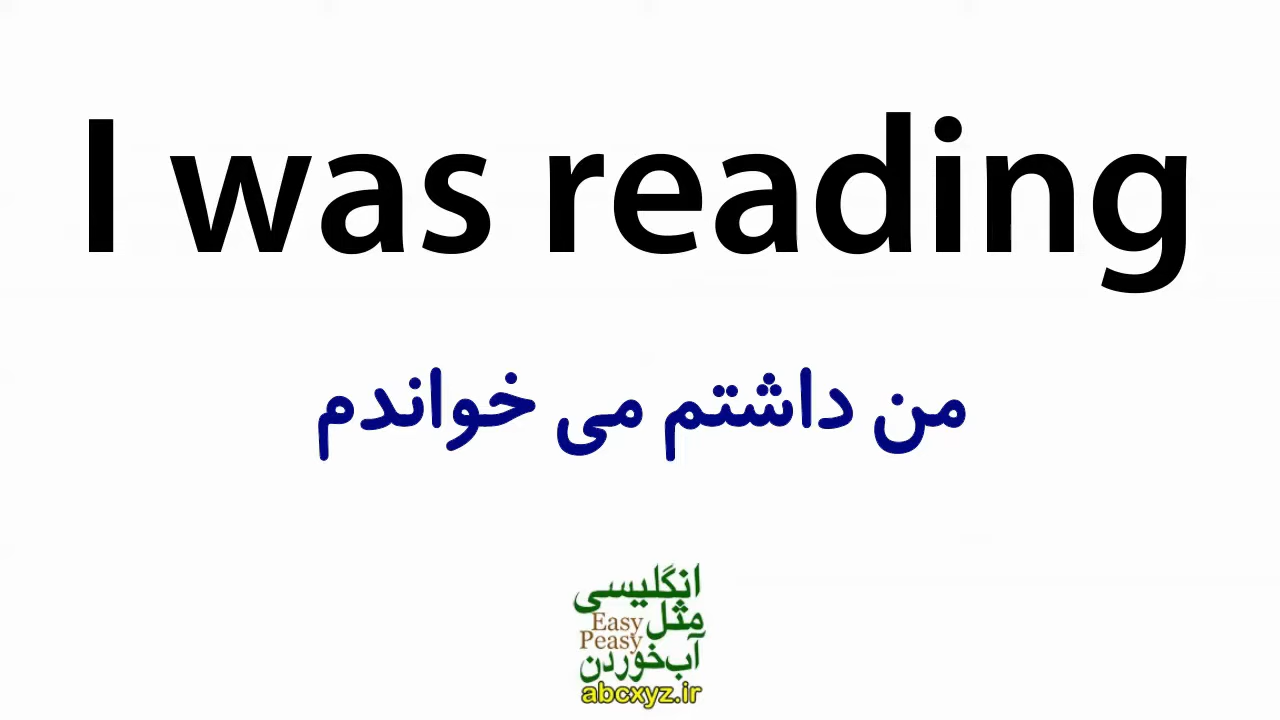 I was reading
من داشتم می خواندم
انگلیسی
مثل Easy
Peasy
آب خوردن
abcxyz.ir